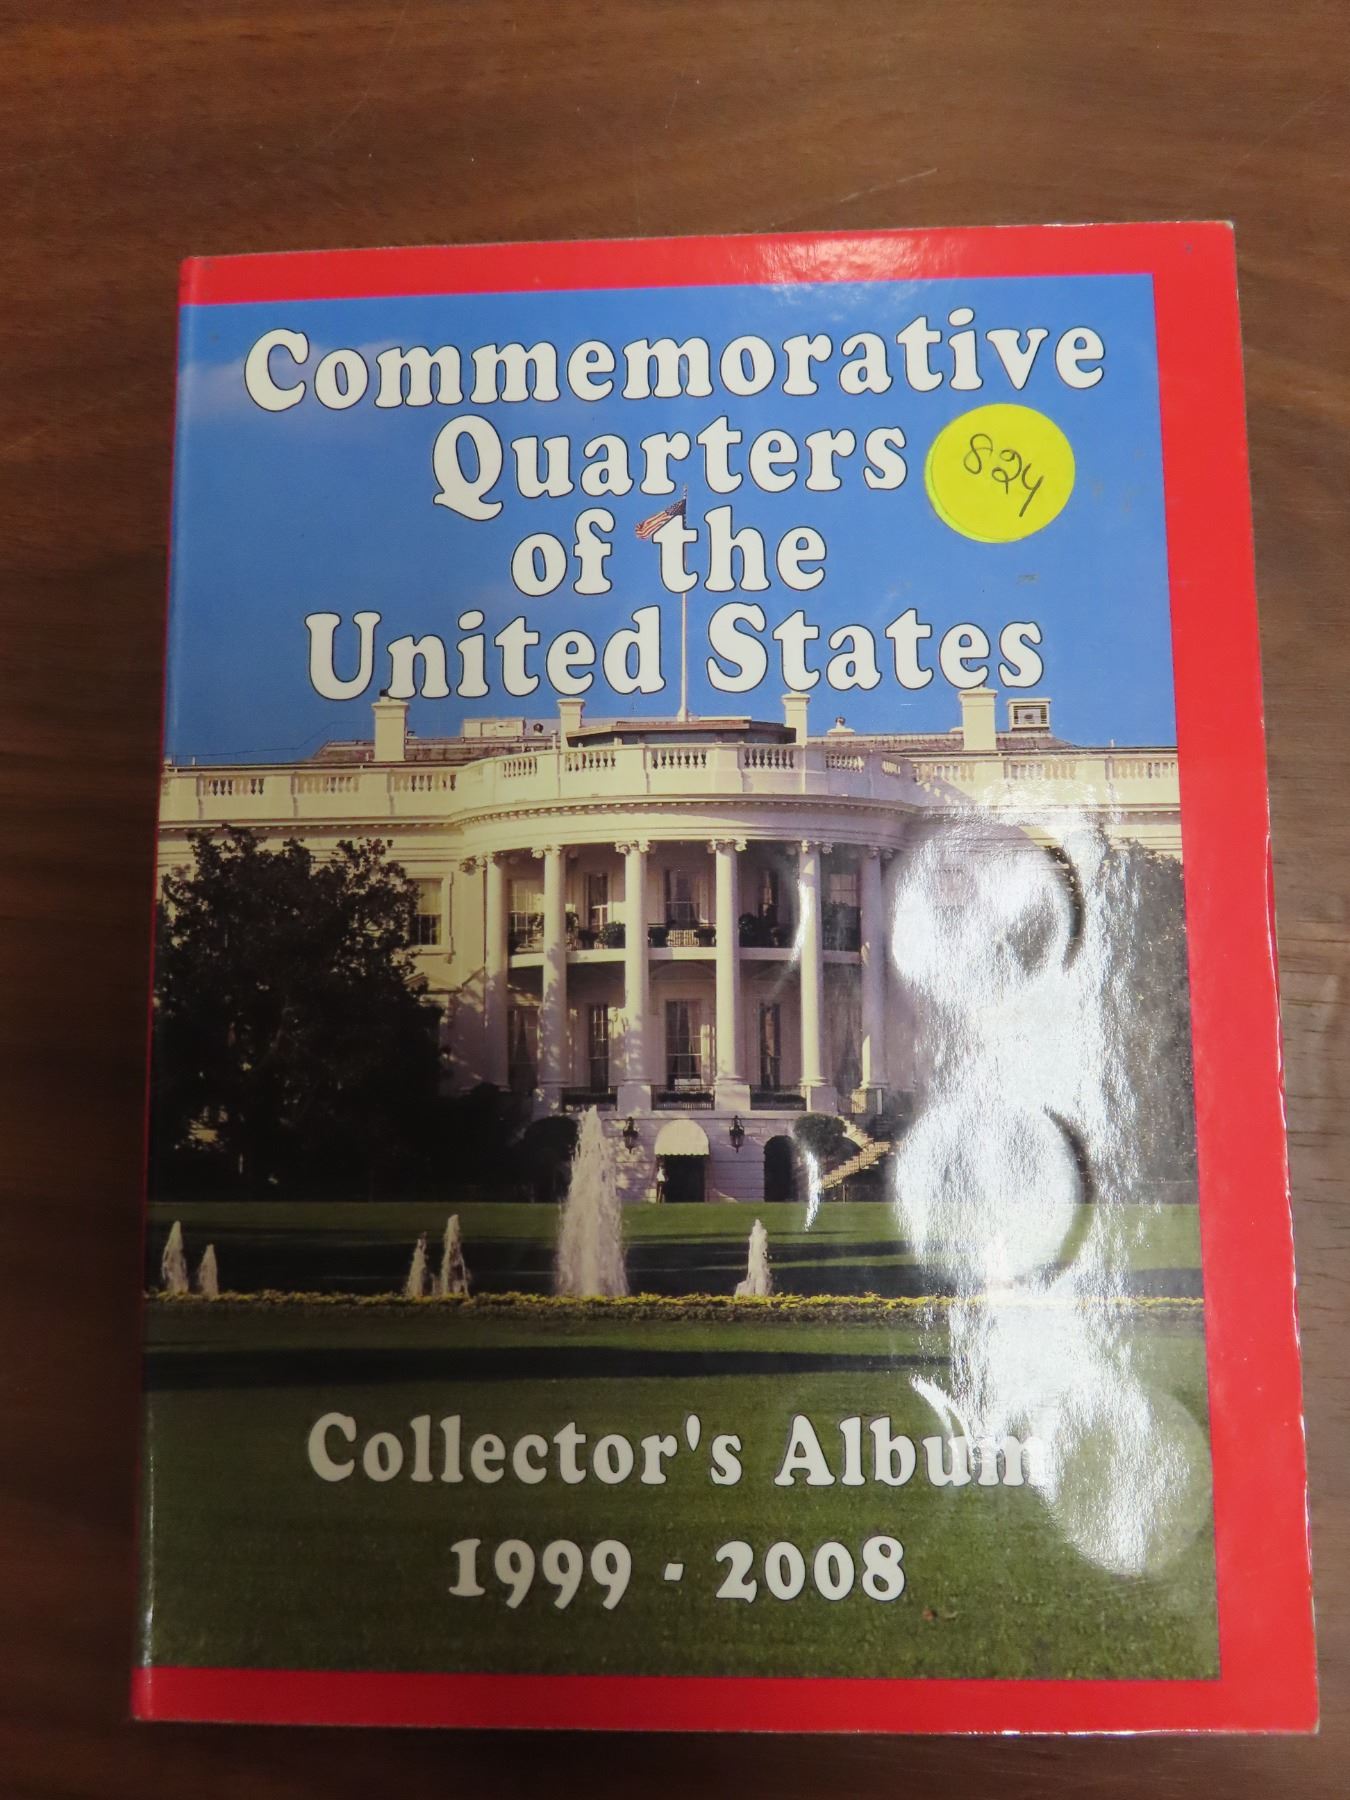 Commemorative
Quarters
824
of the
United States
Collector's Album
1999 - 2008